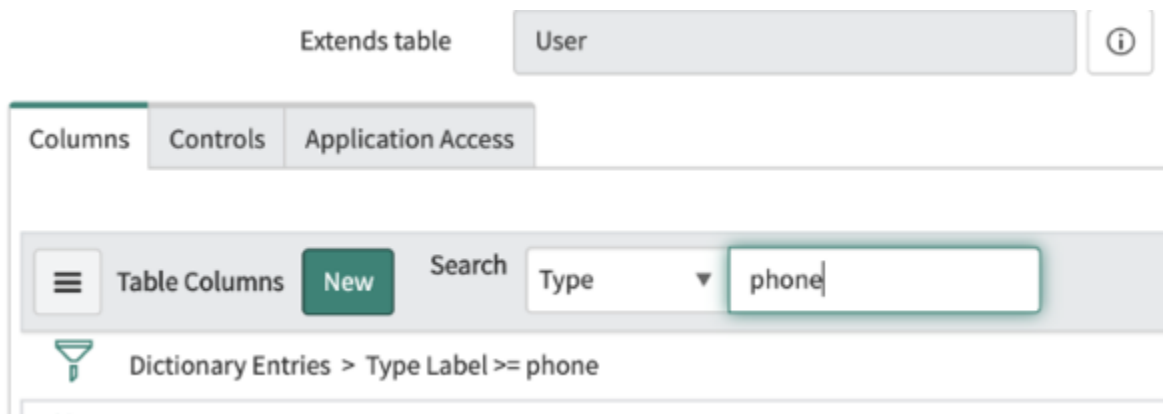 Extends table User
Columns Controls Application Access
Table Columns New Search Type phone
Dictionary Entries > Type Label >= phone